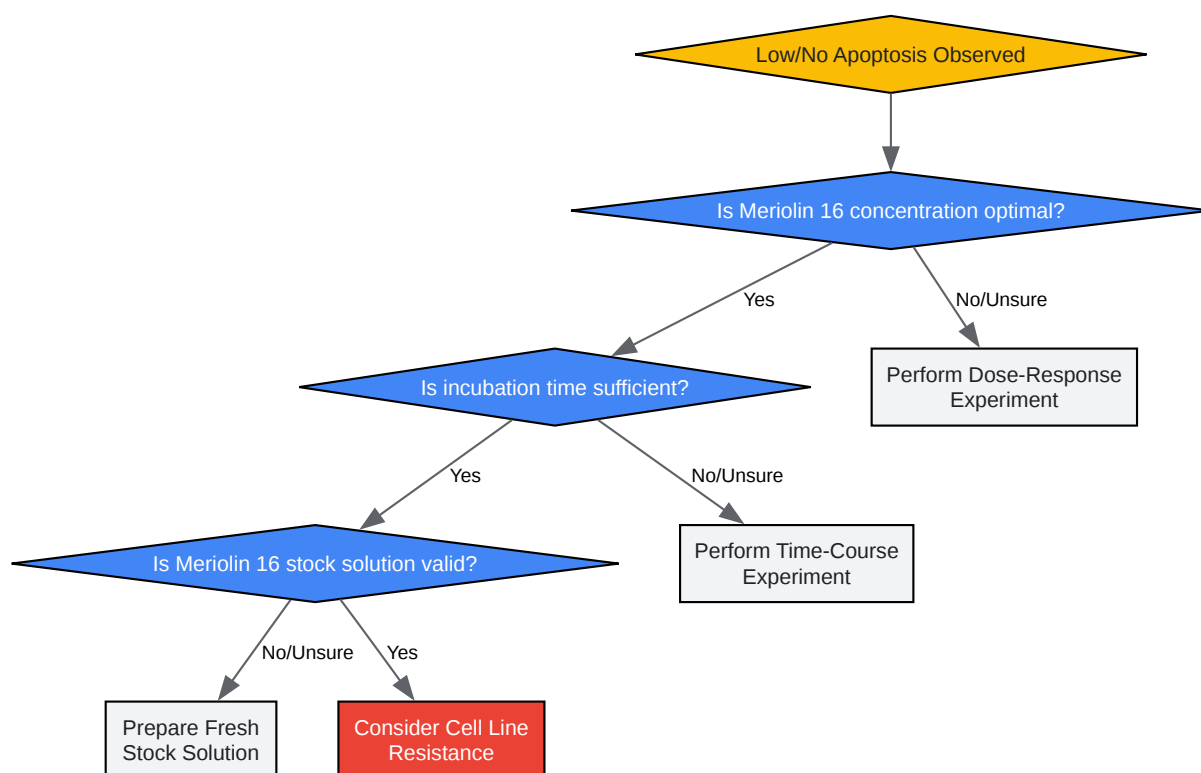 Low/No Apoptosis Observed
Is Meriolin 16 concentration optimal?
Yes
No/Unsure
Is incubation time sufficient?
Perform Dose-Response
Experiment
Yes
No/Unsure
Is Meriolin 16 stock solution valid?
Perform Time-Course
Experiment
No/Unsure
Yes
Prepare Fresh
Stock Solution
Consider Cell Line
Resistance